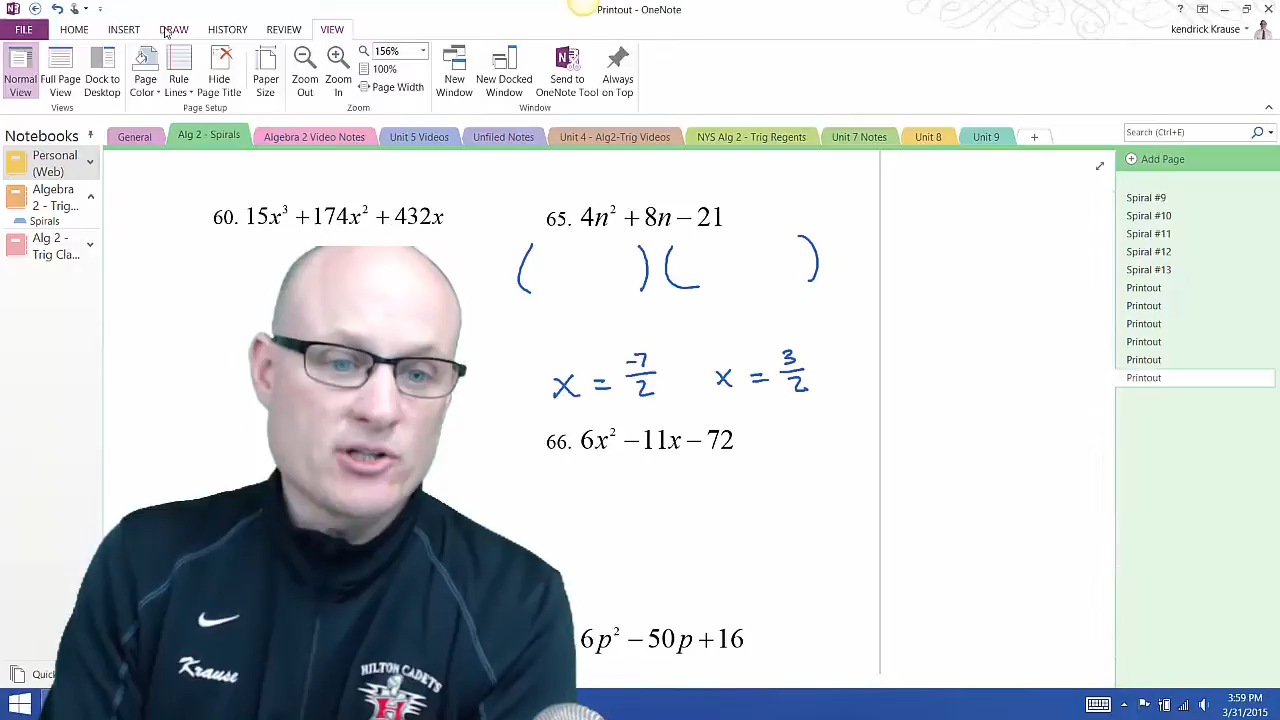 Printout - OneNote
FILE HOME INSERT DRAW HISTORY REVIEW VIEW
kendrick Krause
Normal View
Full Page View
Dock to Desktop
Page Color
Rule Lines
Hide Page Title
Paper Size
Zoom Out
Zoom In
156%
100%
Page Width
New Window
New Docked Window
Send to OneNote Tool
Always on Top
Views Page Setup Zoom Window
Notebooks
General Alg 2 - Spirals Algebra 2 Video Notes Unit 5 Videos Unfiled Notes Unit 4 - Alg2-Trig Videos NYS Alg 2 - Trig Regents Unit 7 Notes Unit 8 Unit 9
Search (Ctrl+E)
Personal (Web)
Algebra 2 - Trig...
Spirals
Alg 2 - Trig Cla...
Add Page
Spiral #9
Spiral #10
Spiral #11
Spiral #12
Spiral #13
Printout
Printout
Printout
Printout
Printout
Printout
60. 15x³ +174x² +432x
65. 4n² +8n−21
( )( )
x = -7/2 x = 3/2
66. 6x² −11x−72
6p² −50p+16
Krause
HILTON CADETS
H
Quic
3:59 PM
3/31/2015